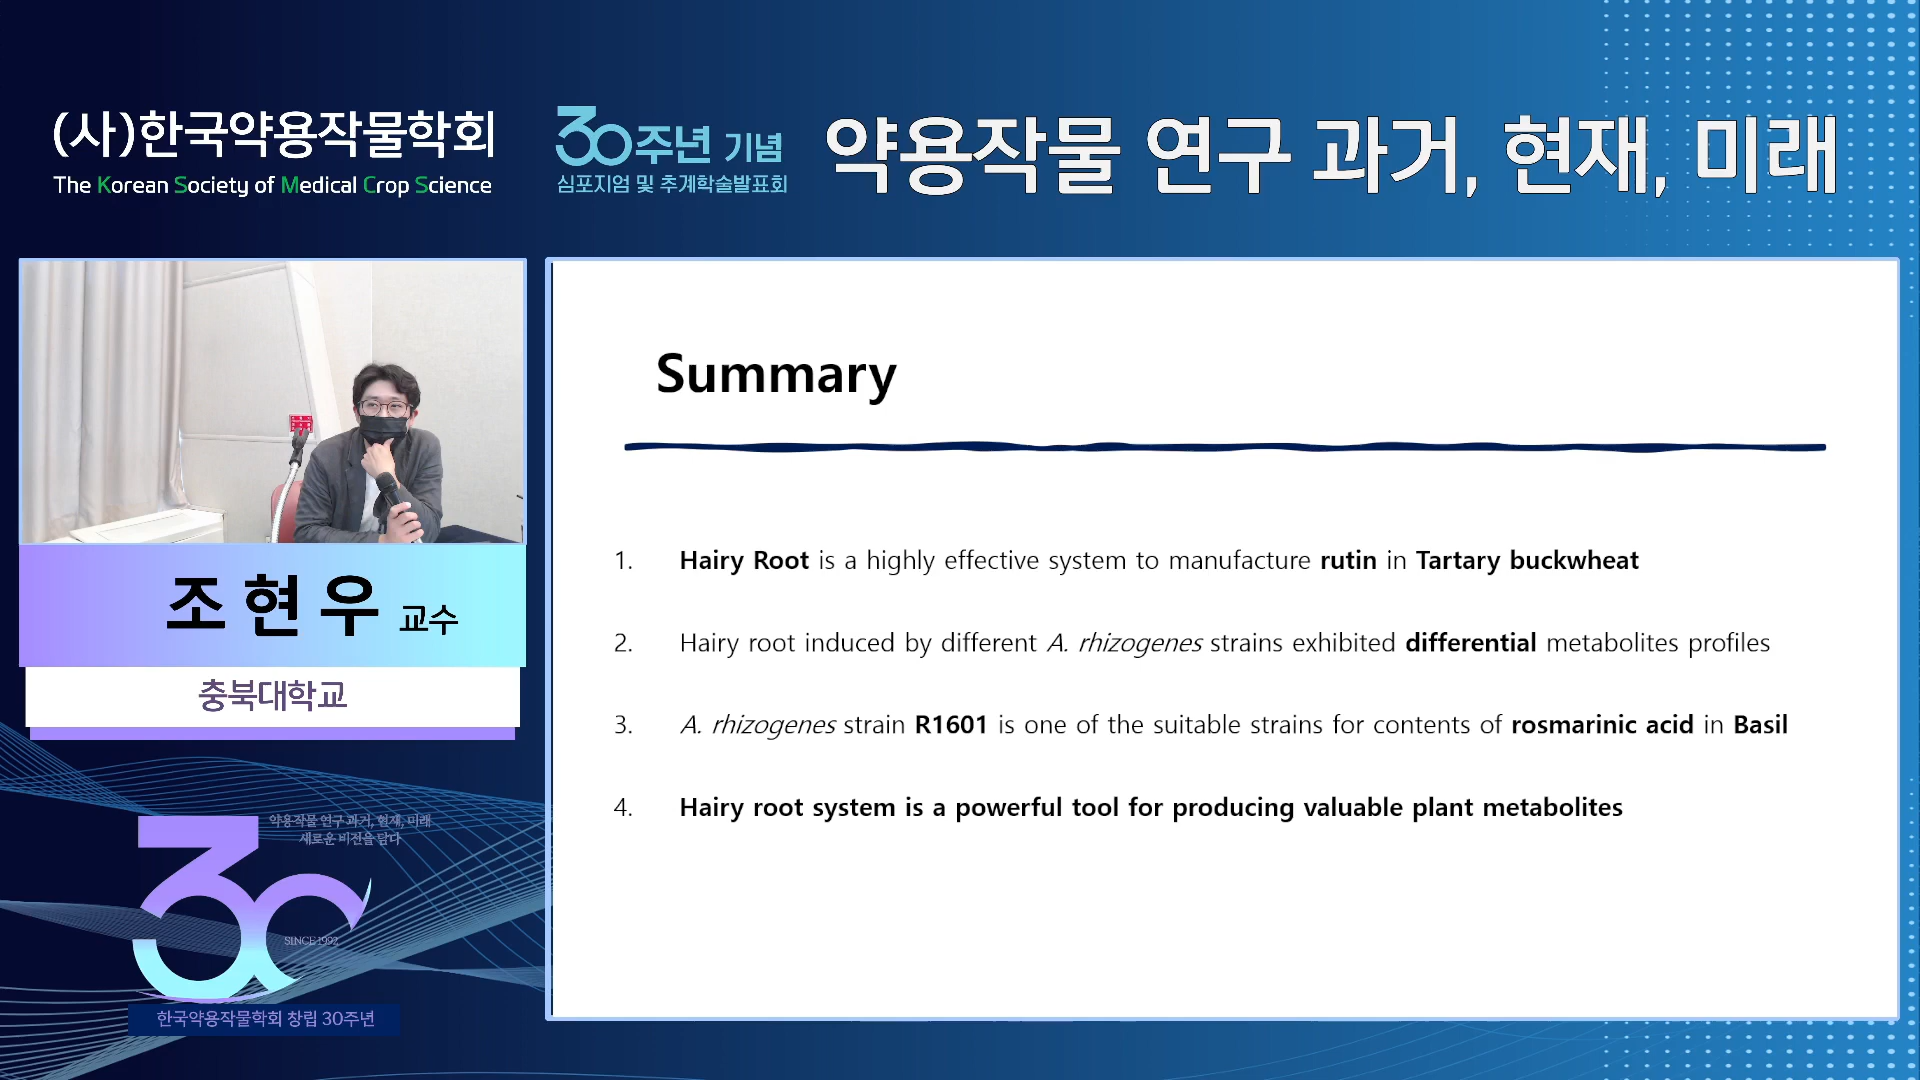 (사)한국약용작물학회
The Korean Society of Medical Crop Science
30주년 기념
심포지엄 및 추계학술발표회
약용작물 연구 과거, 현재, 미래
조현우 교수
충북대학교
약용작물 연구 과거, 현재, 미래
새로운 비전을 담다
30
SINCE 1992
한국약용작물학회 창립 30주년
Summary
1. Hairy Root is a highly effective system to manufacture rutin in Tartary buckwheat
2. Hairy root induced by different A. rhizogenes strains exhibited differential metabolites profiles
3. A. rhizogenes strain R1601 is one of the suitable strains for contents of rosmarinic acid in Basil
4. Hairy root system is a powerful tool for producing valuable plant metabolites